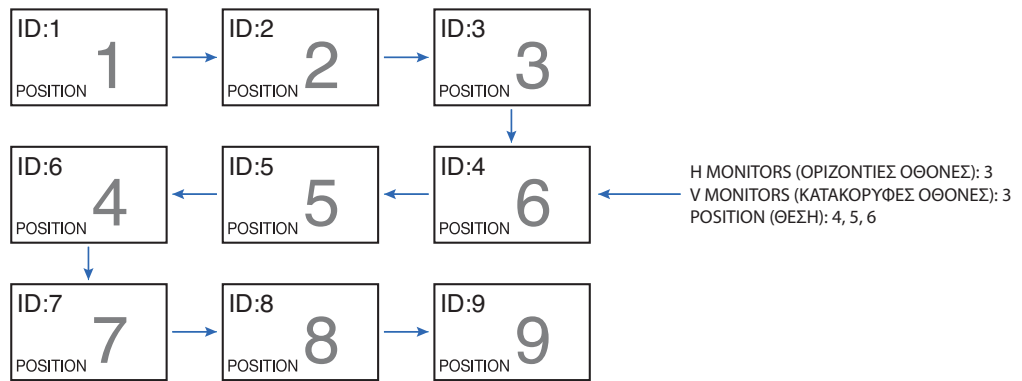 ID:1
1
POSITION
ID:2
2
POSITION
ID:3
3
POSITION
ID:6
4
POSITION
ID:5
5
POSITION
ID:4
6
POSITION
H MONITORS (ΟΡΙΖΟΝΤΙΕΣ ΟΘΟΝΕΣ): 3
V MONITORS (ΚΑΤΑΚΟΡΥΦΕΣ ΟΘΟΝΕΣ): 3
POSITION (ΘΕΣΗ): 4, 5, 6
ID:7
7
POSITION
ID:8
8
POSITION
ID:9
9
POSITION